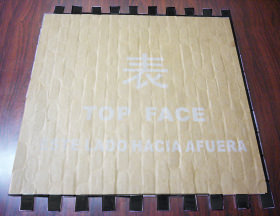 表
TOP FACE
ESTE LADO HACIA AFUERA